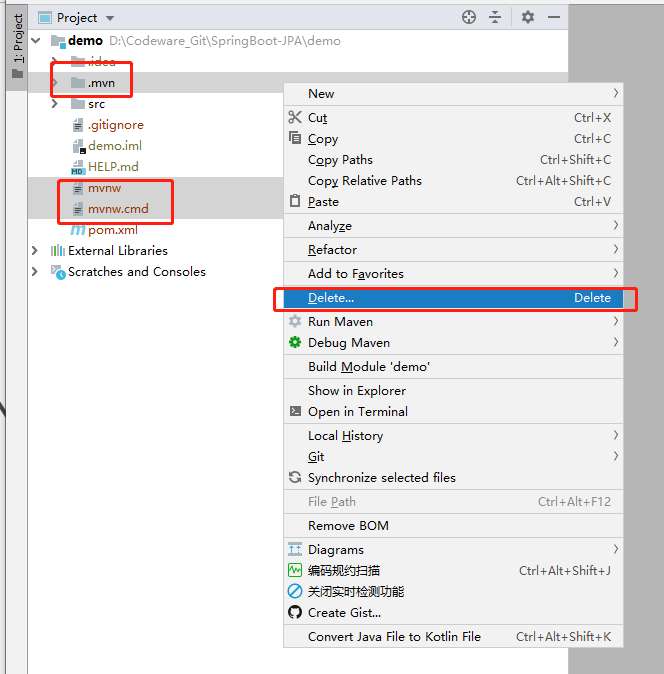 1: Project
Project
demo D:\Codeware_Git\SpringBoot-JPA\demo
.idea
.mvn
src
.gitignore
demo.iml
HELP.md
mvnw
mvnw.cmd
pom.xml
External Libraries
Scratches and Consoles
New
Cut Ctrl+X
Copy Ctrl+C
Copy Paths Ctrl+Shift+C
Copy Relative Paths Ctrl+Alt+Shift+C
Paste Ctrl+V
Analyze
Refactor
Add to Favorites
Delete... Delete
Run Maven
Debug Maven
Build Module 'demo'
Show in Explorer
Open in Terminal
Local History
Git
Synchronize selected files
File Path Ctrl+Alt+F12
Remove BOM
Diagrams
编码规约扫描 Ctrl+Alt+Shift+J
关闭实时检测功能
Create Gist...
Convert Java File to Kotlin File Ctrl+Alt+Shift+K